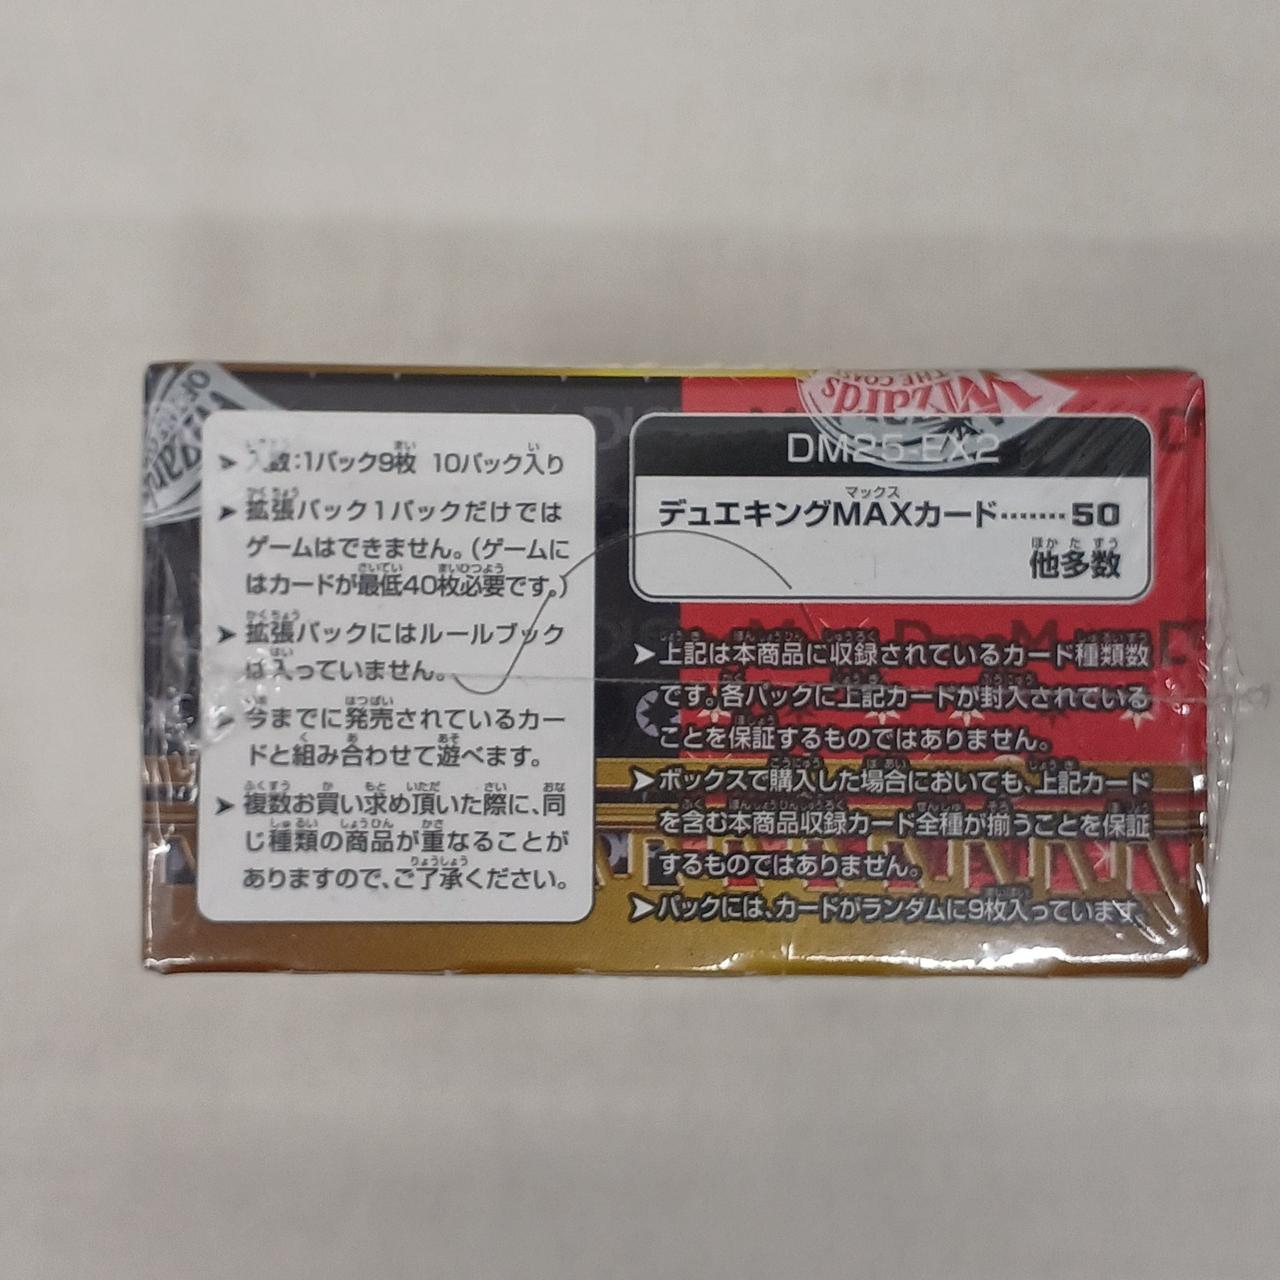 数:1パック9枚 10パック入り
拡張パック1パックだけでは
ゲームはできません。(ゲームに
はカードが最低40枚必要です。)
拡張パックにはルールブック
は入っていません。
今までに発売されているカー
ドと組み合わせて遊べます。
複数お買い求め頂いた際に、同
じ種類の商品が重なることが
ありますので、ご了承ください。
Wizards
THE COAST
DM25-EX2
マックス
デュエキングMAXカード・・・・・・・50
ほか た すう
他多数
上記は本商品に収録されているカード種類数
です。各パックに上記カードが封入されている
ことを保証するものではありません。
ボックスで購入した場合においても、上記カード
を含む本商品収録カード全種が揃うことを保証
するものではありません。
パックには、カードがランダムに9枚入っています。